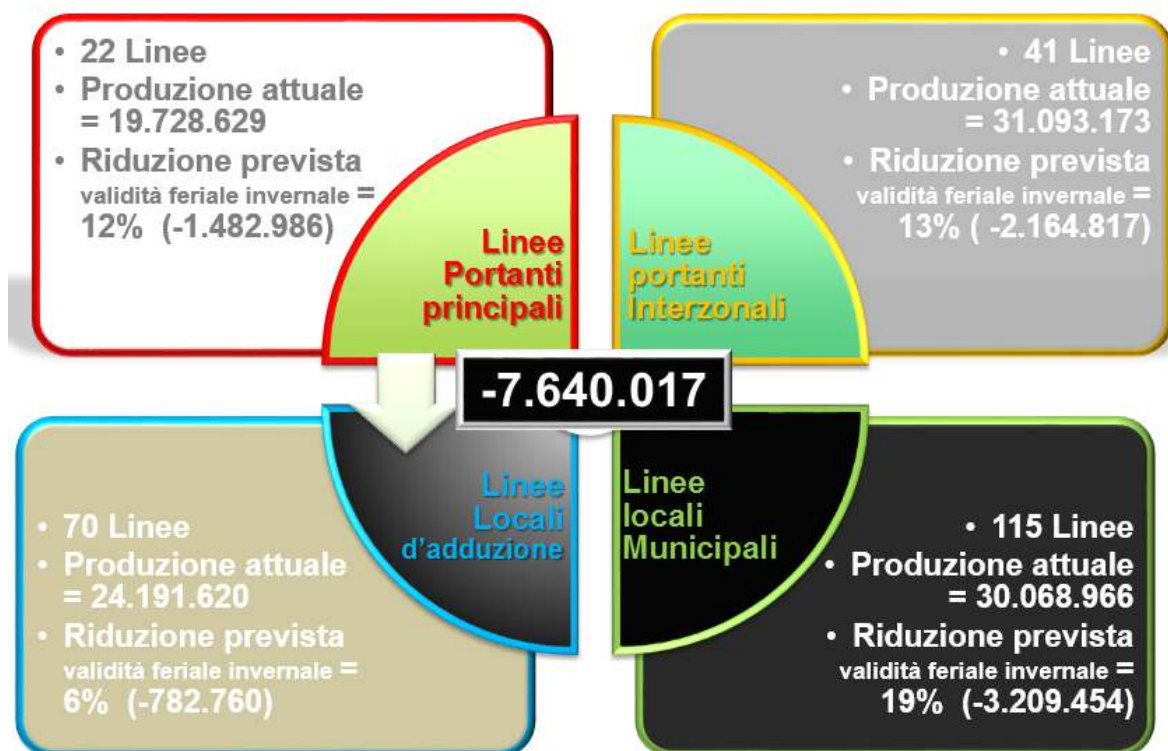 • 22 Linee
• Produzione attuale
= 19.728.629
• Riduzione prevista
validità feriale invernale =
12% (-1.482.986)
Linee
Portanti
principali
• 41 Linee
• Produzione attuale
= 31.093.173
• Riduzione prevista
validità feriale invernale =
13% ( -2.164.817)
Linee
portanti
Interzonali
-7.640.017
• 70 Linee
• Produzione attuale
= 24.191.620
• Riduzione prevista
validità feriale invernale =
6% (-782.760)
Linee
Locali
d'adduzione
Linee
locali
Municipali
• 115 Linee
• Produzione attuale
= 30.068.966
• Riduzione prevista
validità feriale invernale =
19% (-3.209.454)